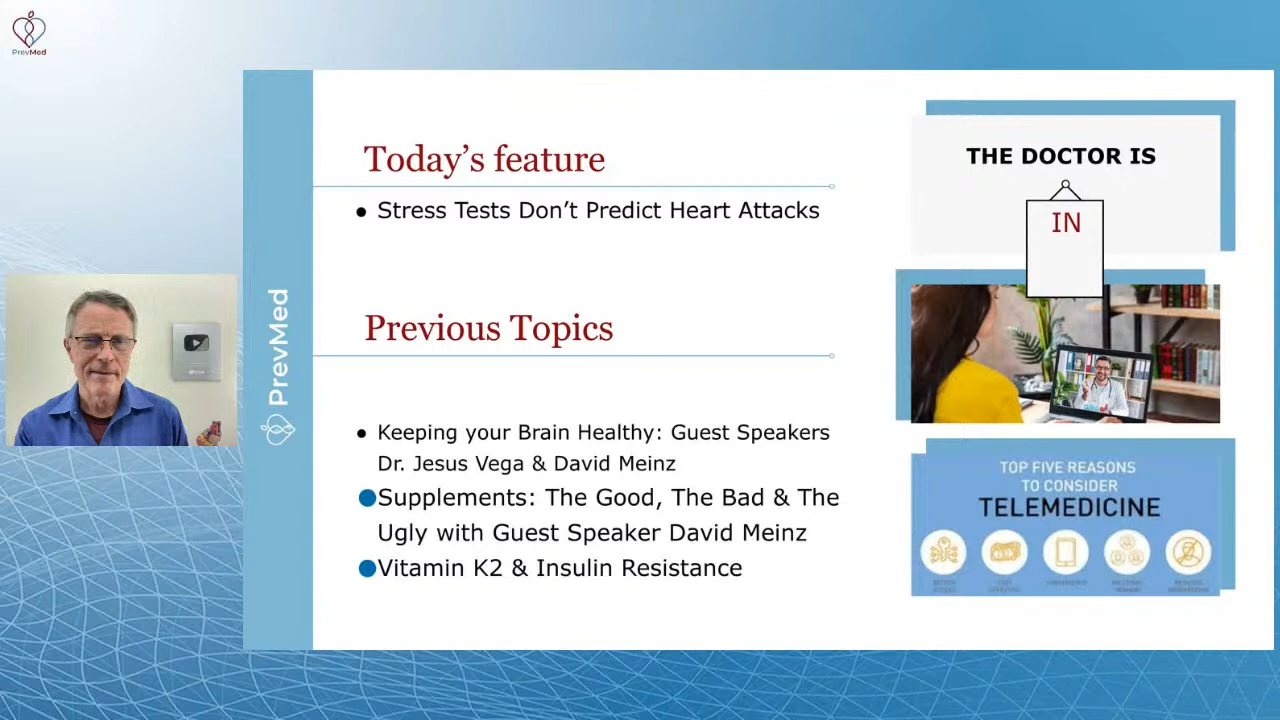 PrevMed
Today's feature
• Stress Tests Don't Predict Heart Attacks
Previous Topics
• Keeping your Brain Healthy: Guest Speakers
Dr. Jesus Vega & David Meinz
●Supplements: The Good, The Bad & The
Ugly with Guest Speaker David Meinz
●Vitamin K2 & Insulin Resistance
PrevMed
THE DOCTOR IS
IN
TOP FIVE REASONS
TO CONSIDER
TELEMEDICINE